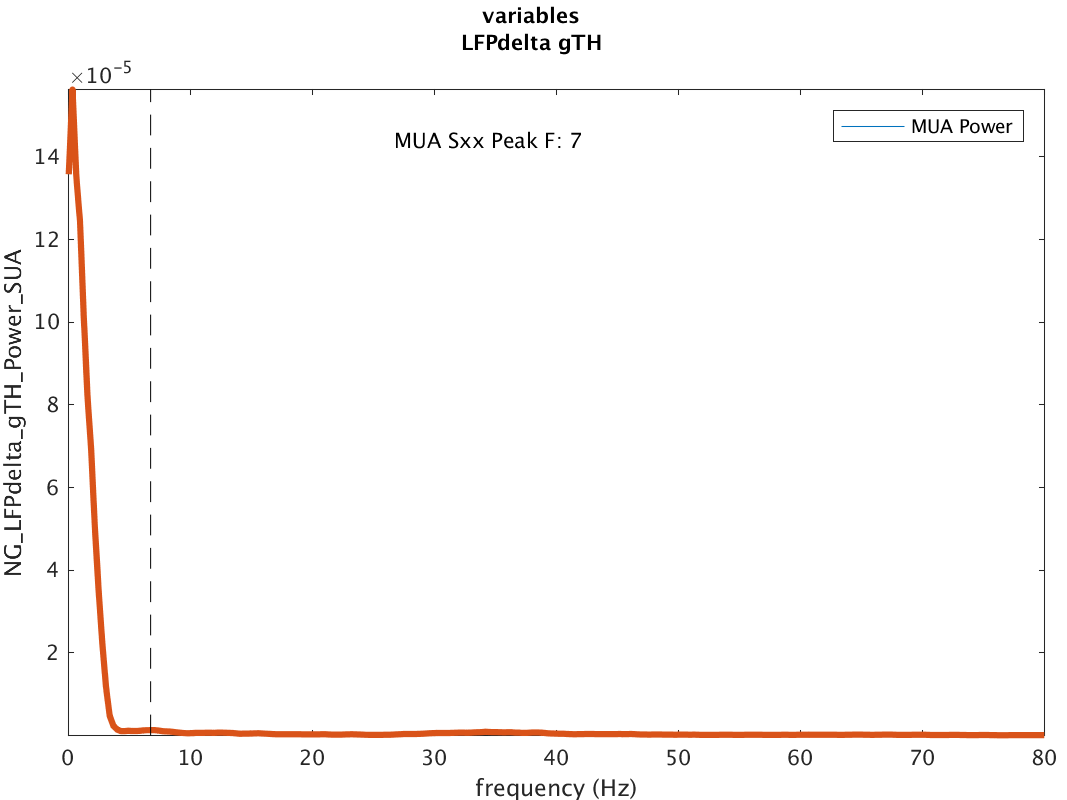 variables
LFPdelta gTH
×10⁻⁵
MUA Sxx Peak F: 7
MUA Power
14
12
10
8
6
4
2
NG_LFPdelta_gTH_Power_SUA
0 10 20 30 40 50 60 70 80
frequency (Hz)